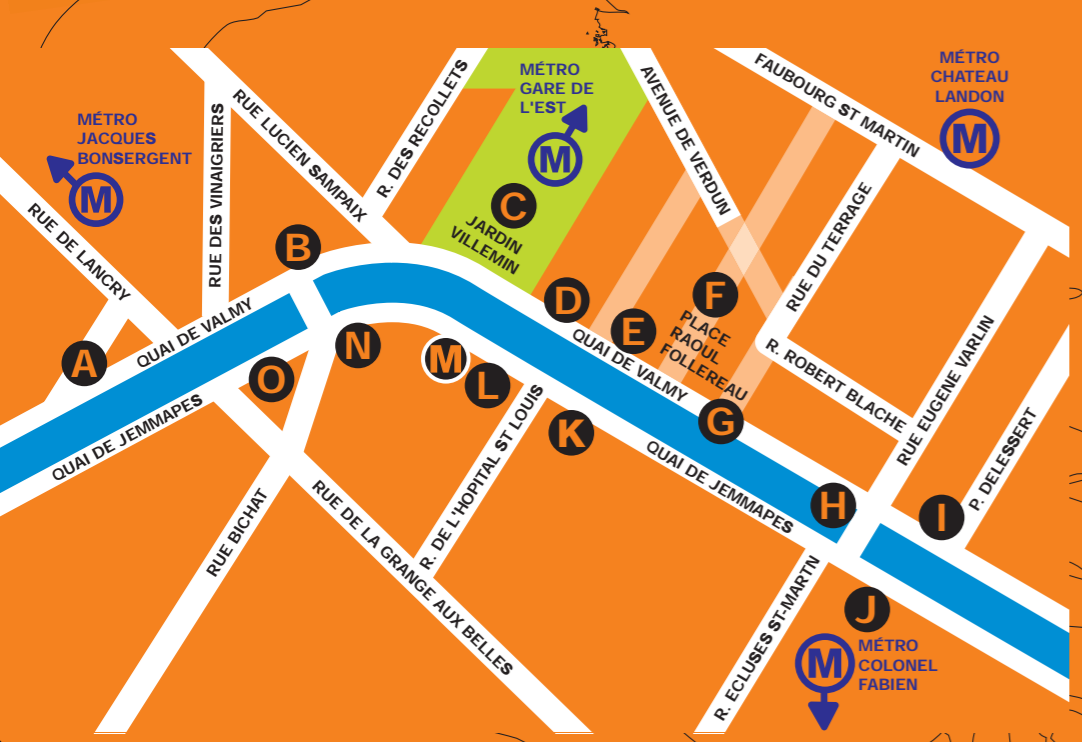 MÉTRO
JACQUES
BONSERGENT
M
RUE DE LANCRY
RUE DES VINAIGRIERS
RUE LUCIEN SAMPAIX
R. DES RECOLLETS
MÉTRO
GARE DE
L'EST
M
C
JARDIN
VILLEMIN
AVENUE DE VERDUN
FAUBOURG ST MARTIN
MÉTRO
CHATEAU
LANDON
M
RUE DU TERRAGE
R. ROBERT BLACHE
RUE EUGENE VARLIN
P. DELESSERT
A
B
QUAI DE VALMY
QUAI DE JEMMAPES
O
N
M
L
K
D
E
F
PLACE
RAOUL
FOLLEREAU
QUAI DE VALMY
G
QUAI DE JEMMAPES
H
I
J
RUE BICHAT
RUE DE LA GRANGE AUX BELLES
R. DE L'HOPITAL ST LOUIS
R. ECLUSES ST-MARTN
M
MÉTRO
COLONEL
FABIEN